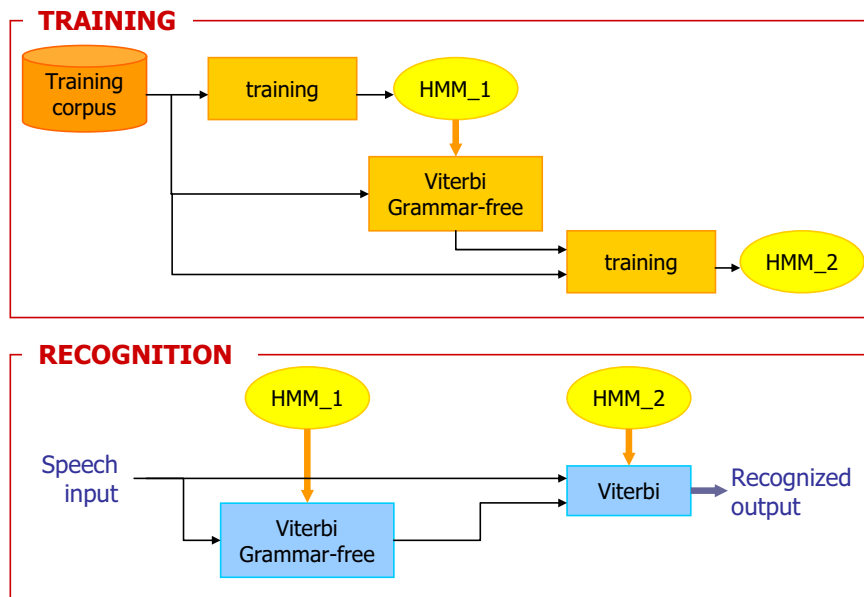 TRAINING
Training
corpus
training
HMM_1
Viterbi
Grammar-free
training
HMM_2
RECOGNITION
HMM_1
HMM_2
Speech
input
Viterbi
Recognized
output
Viterbi
Grammar-free